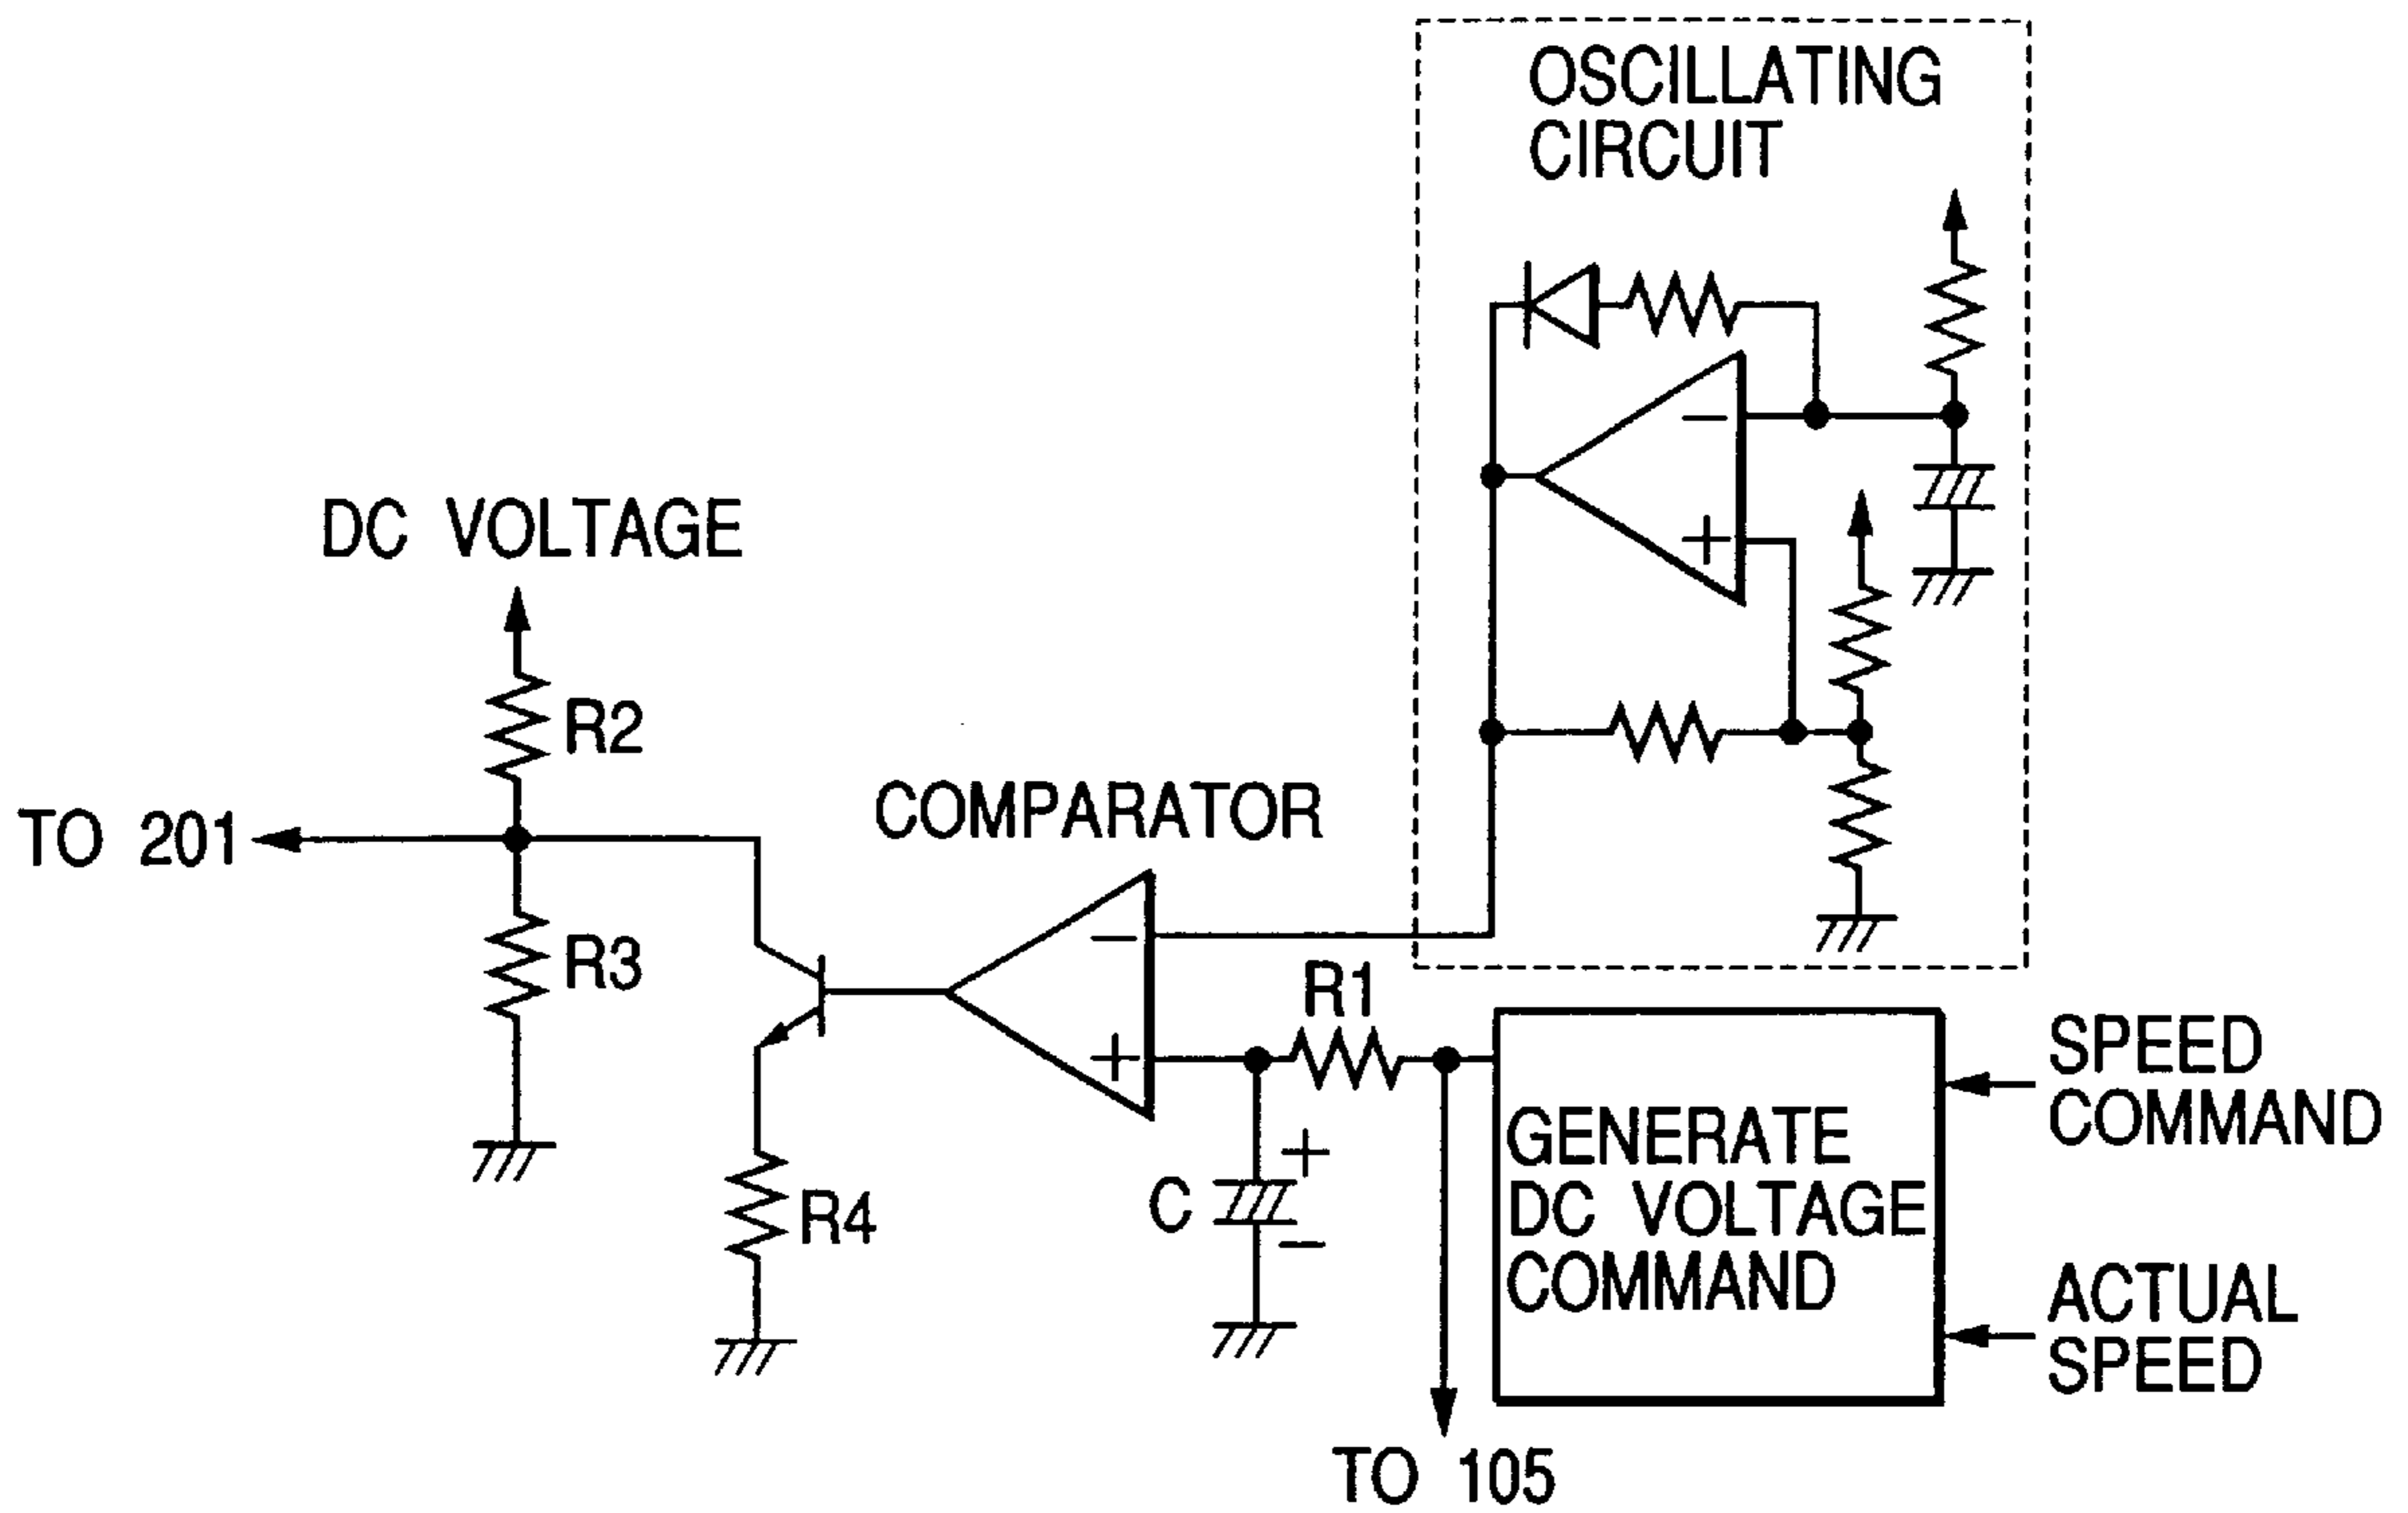 OSCILLATING
CIRCUIT
−
+
DC VOLTAGE
R2
TO 201
COMPARATOR
R3
−
+
R1
R4
C
+
−
GENERATE
DC VOLTAGE
COMMAND
SPEED
COMMAND
ACTUAL
SPEED
TO 105